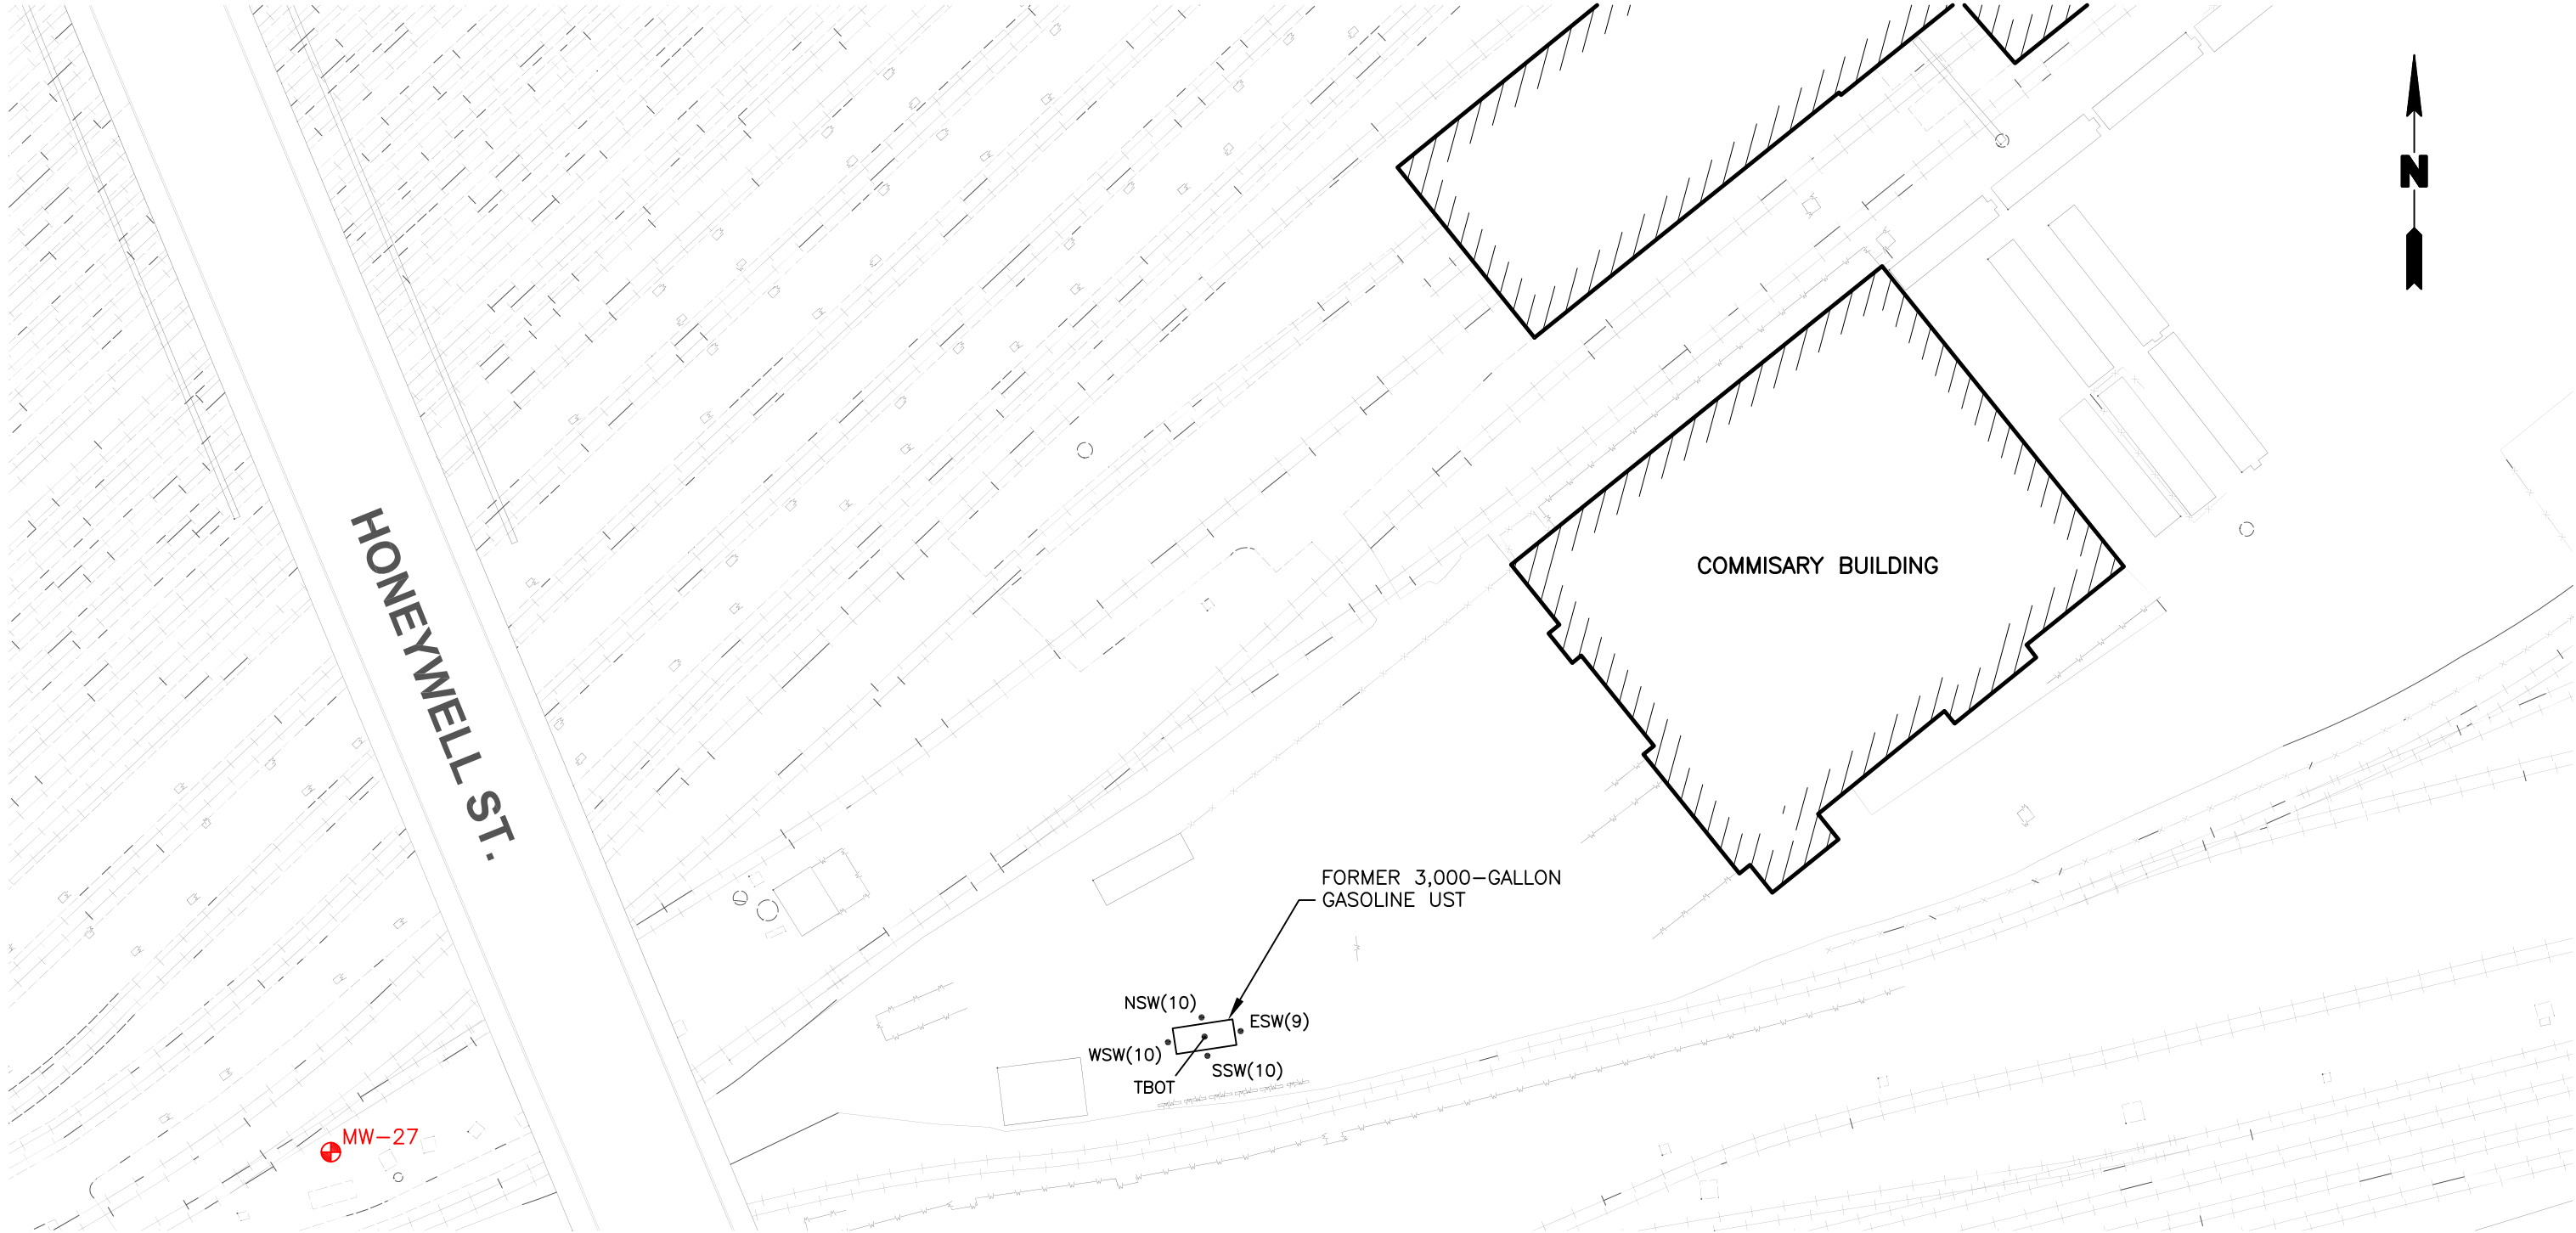 N
HONEYWELL ST.
COMMISARY BUILDING
FORMER 3,000-GALLON
GASOLINE UST
NSW(10)
ESW(9)
WSW(10)
SSW(10)
TBOT
MW-27